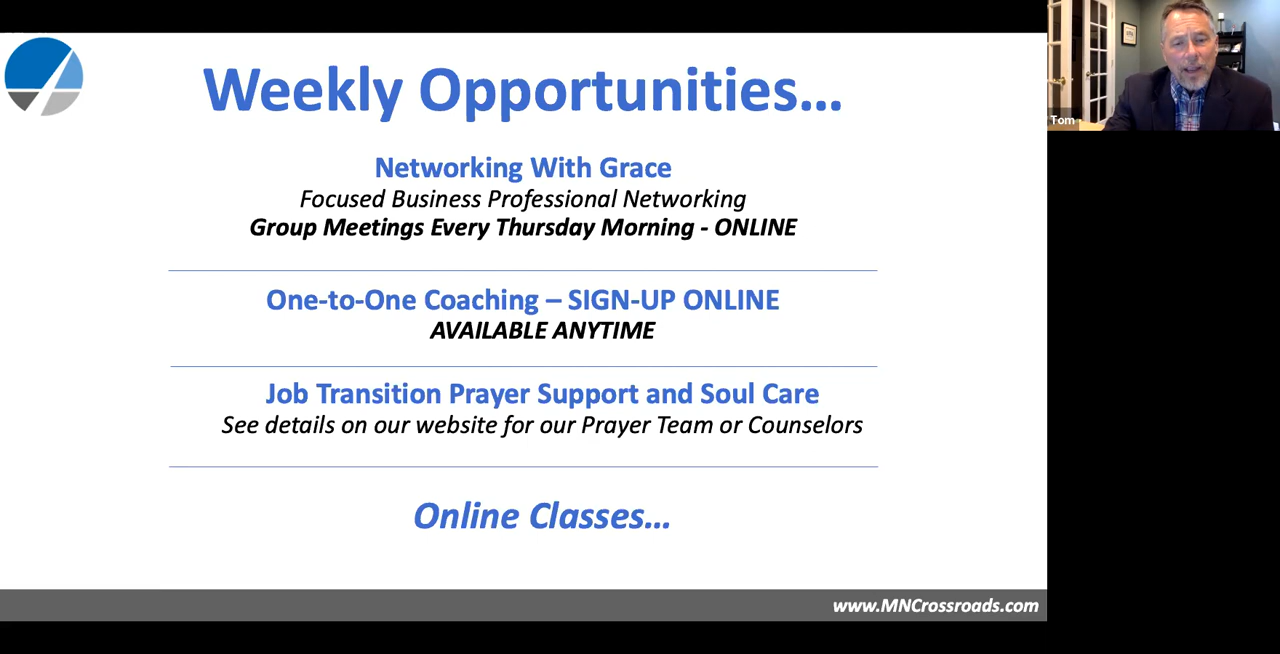 Weekly Opportunities...
Networking With Grace
Focused Business Professional Networking
Group Meetings Every Thursday Morning - ONLINE
One-to-One Coaching – SIGN-UP ONLINE
AVAILABLE ANYTIME
Job Transition Prayer Support and Soul Care
See details on our website for our Prayer Team or Counselors
Online Classes...
www.MNCrossroads.com
Tom